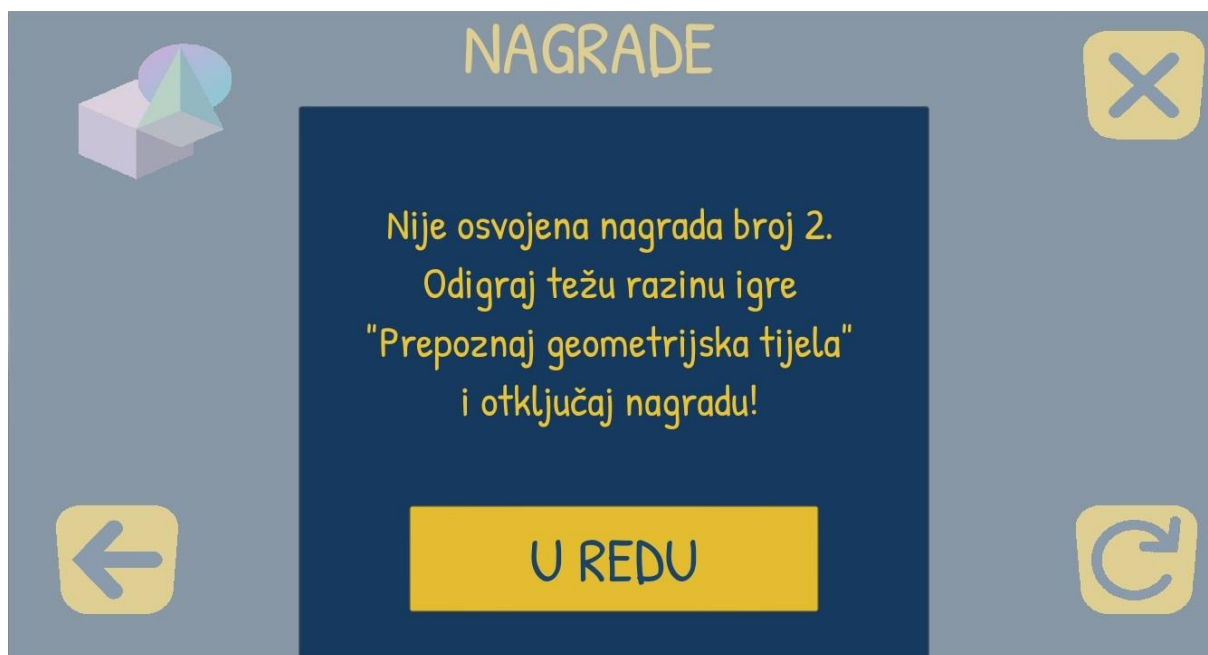 NAGRADE
Nije osvojena nagrada broj 2.
Odigraj težu razinu igre
"Prepoznaj geometrijska tijela"
i otključaj nagradu!
U REDU